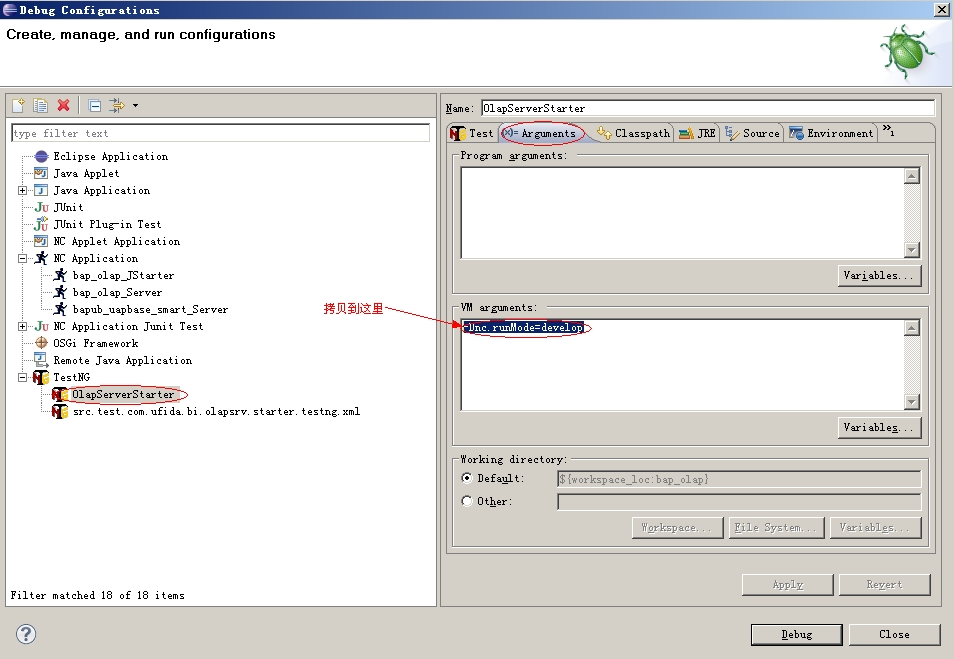 Debug Configurations
Create, manage, and run configurations
type filter text
Eclipse Application
Java Applet
Java Application
JUnit
JUnit Plug-in Test
NC Applet Application
NC Application
bap_olap_JStarter
bap_olap_Server
bapub_uapbase_smart_Server
NC Application Junit Test
OSGi Framework
Remote Java Application
TestNG
OlapServerStarter
src.test.com.ufida.bi.olapsrv.starter.testng.xml
Filter matched 18 of 18 items
拷贝到这里
Name: OlapServerStarter
Test (x)= Arguments Classpath JRE Source Environment »1
Program arguments:
Variables...
VM arguments:
-Dnc.runMode=develop
Variables...
Working directory:
Default: ${workspace_loc:bap_olap}
Other:
Workspace... File System... Variables...
Apply Revert
Debug Close